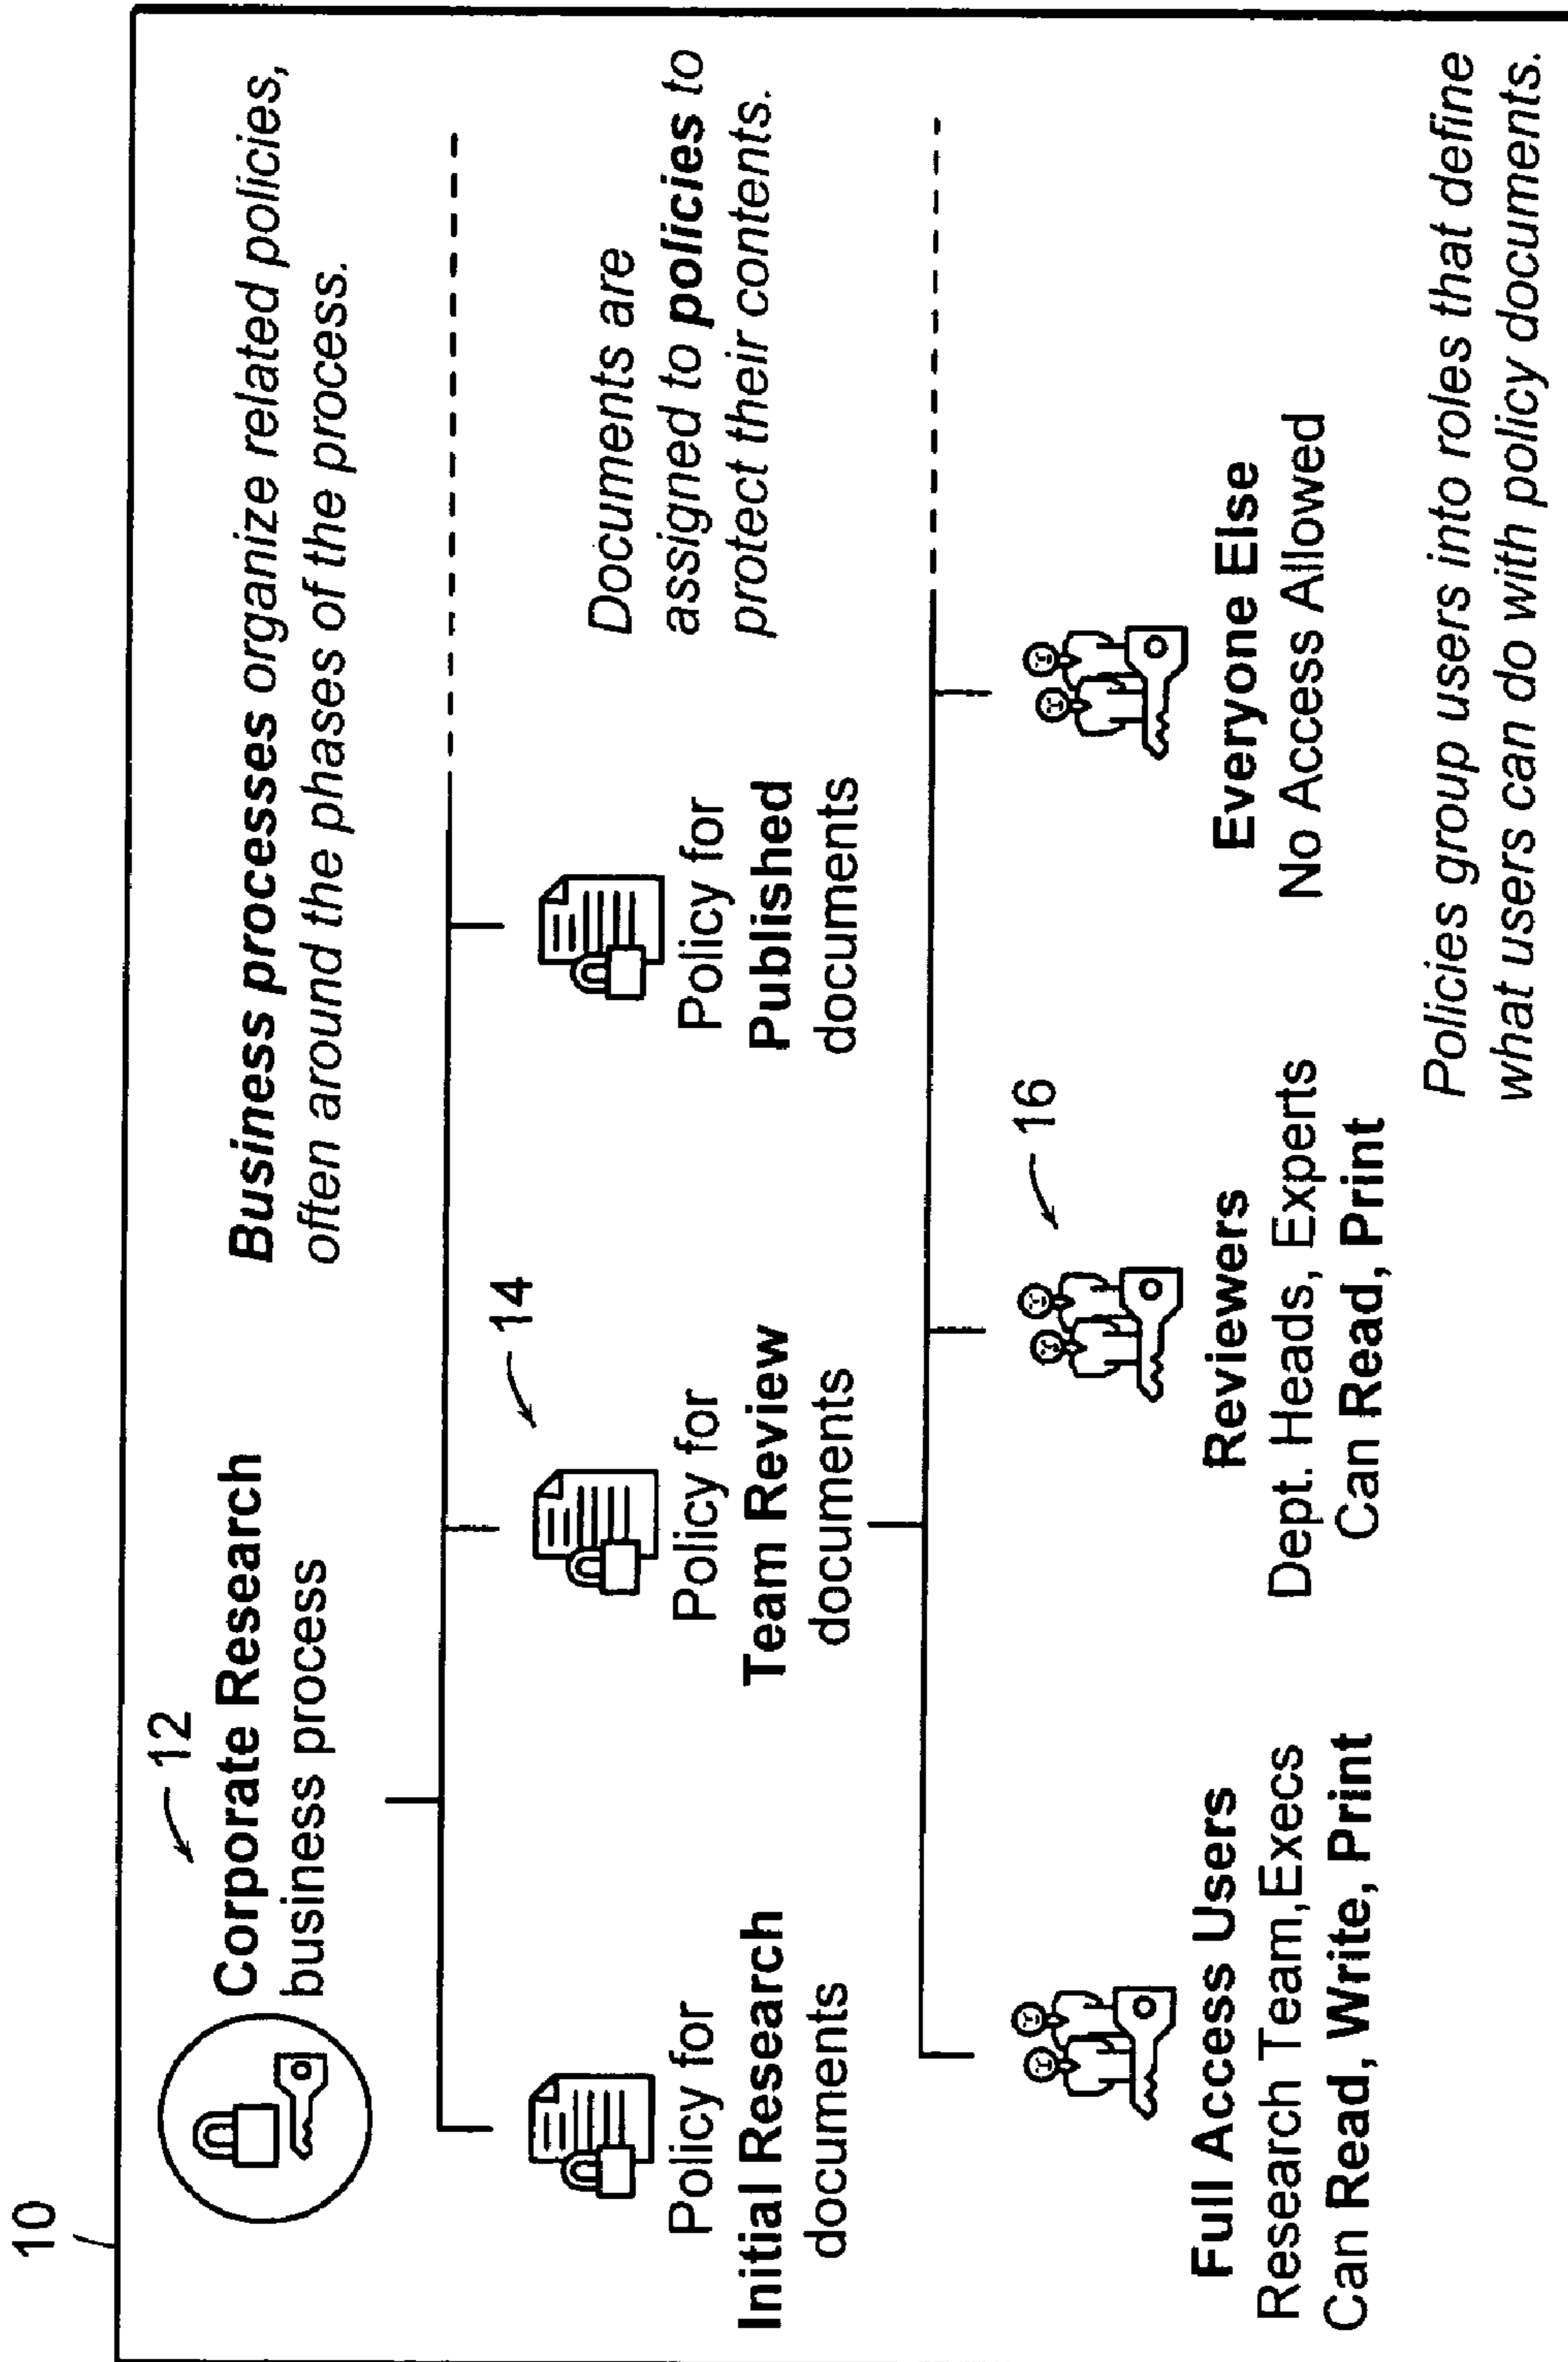 10
12
Corporate Research
business process
Business processes organize related policies,
often around the phases of the process.
14
Policy for
Initial Research
documents
Policy for
Team Review
documents
Policy for
Published
documents
Documents are
assigned to policies to
protect their contents.
16
Full Access Users
Research Team,Execs
Can Read, Write, Print
Reviewers
Dept. Heads, Experts
Can Read, Print
Everyone Else
No Access Allowed
Policies group users into roles that define
what users can do with policy documents.